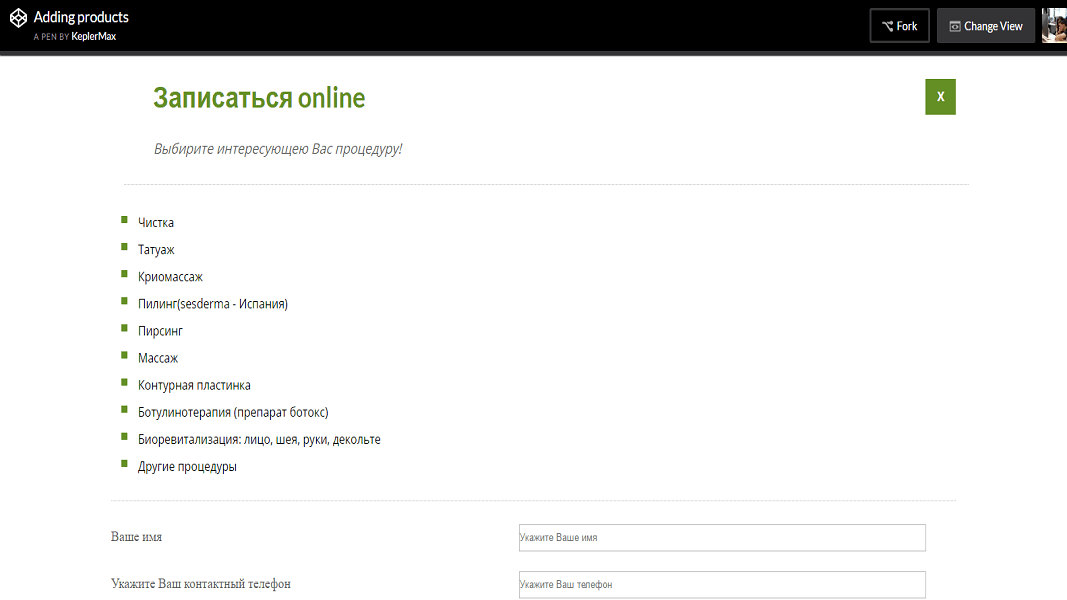 Adding products
A PEN BY KeplerMax
Fork
Change View
Записаться online
X
Выбирите интересующею Вас процедуру!
Чистка
Татуаж
Криомассаж
Пилинг(sesderma - Испания)
Пирсинг
Массаж
Контурная пластинка
Ботулинотерапия (препарат ботокс)
Биоревитализация: лицо, шея, руки, декольте
Другие процедуры
Ваше имя
Укажите Ваше имя
Укажите Ваш контактный телефон
Укажите Ваш телефон